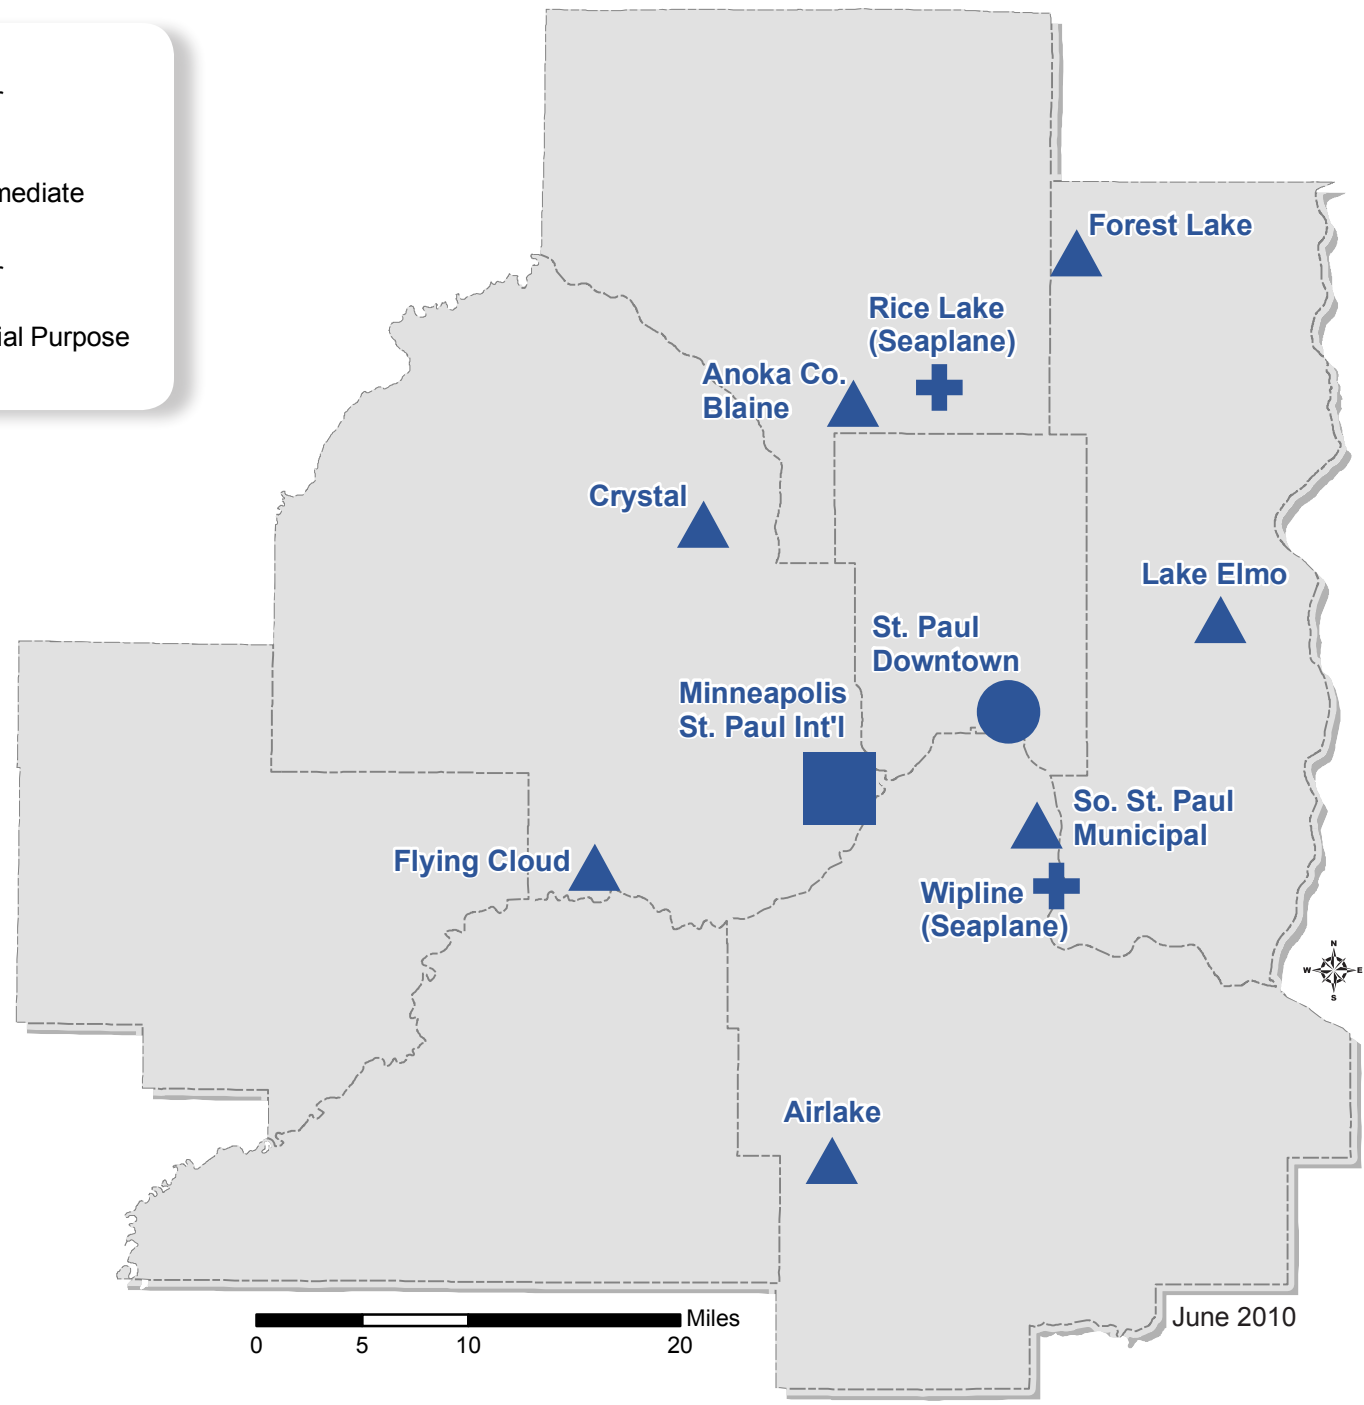 mediate
ial Purpose
Forest Lake
Rice Lake
(Seaplane)
Anoka Co.
Blaine
Crystal
Lake Elmo
St. Paul
Downtown
Minneapolis
St. Paul Int'l
So. St. Paul
Municipal
Flying Cloud
Wipline
(Seaplane)
N
W E
S
Airlake
Miles
0 5 10 20
June 2010